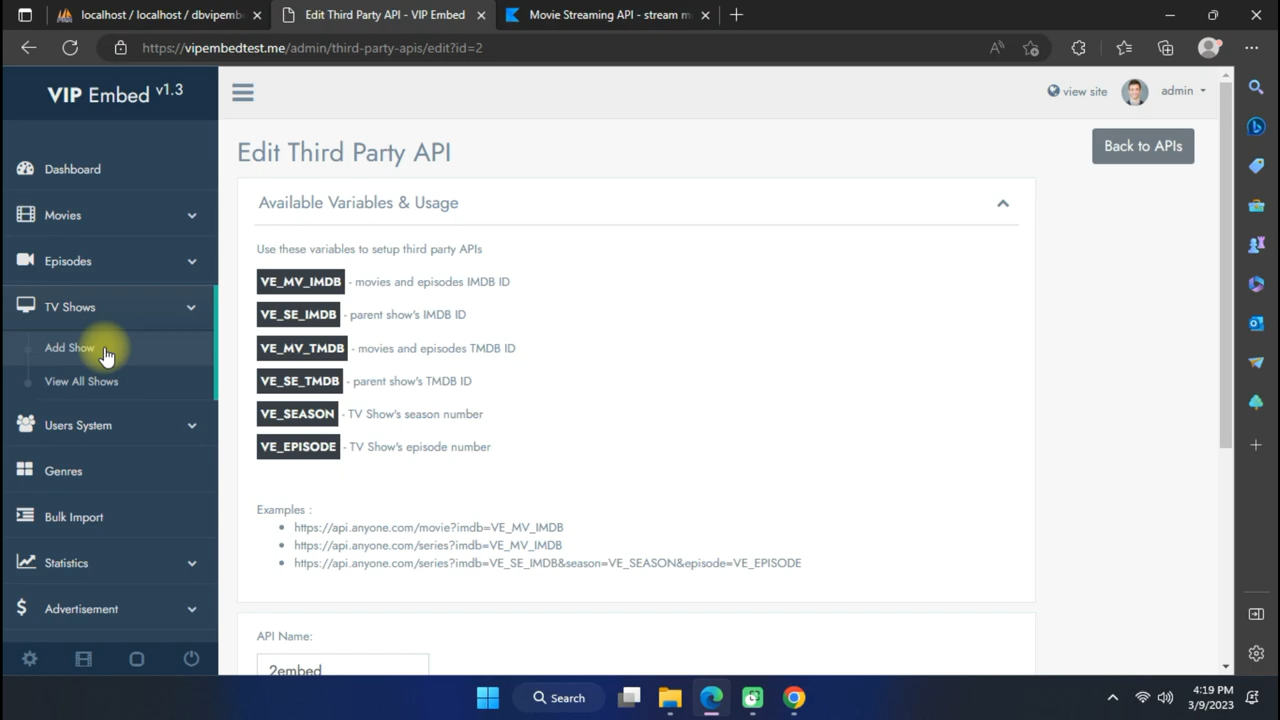 localhost / localhost / dbvipemb
Edit Third Party API - VIP Embed
Movie Streaming API - stream m
https://vipembedtest.me/admin/third-party-apis/edit?id=2
VIP Embed v1.3
view site
admin
Edit Third Party API
Back to APIs
Dashboard
Movies
Episodes
TV Shows
Add Show
View All Shows
Users System
Genres
Bulk Import
Statistics
Advertisement
Available Variables & Usage
Use these variables to setup third party APIs
VE_MV_IMDB - movies and episodes IMDB ID
VE_SE_IMDB - parent show's IMDB ID
VE_MV_TMDB - movies and episodes TMDB ID
VE_SE_TMDB - parent show's TMDB ID
VE_SEASON - TV Show's season number
VE_EPISODE - TV Show's episode number
Examples :
https://api.anyone.com/movie?imdb=VE_MV_IMDB
https://api.anyone.com/series?imdb=VE_MV_IMDB
https://api.anyone.com/series?imdb=VE_SE_IMDB&season=VE_SEASON&episode=VE_EPISODE
API Name:
2embed
Search
4:19 PM
3/9/2023